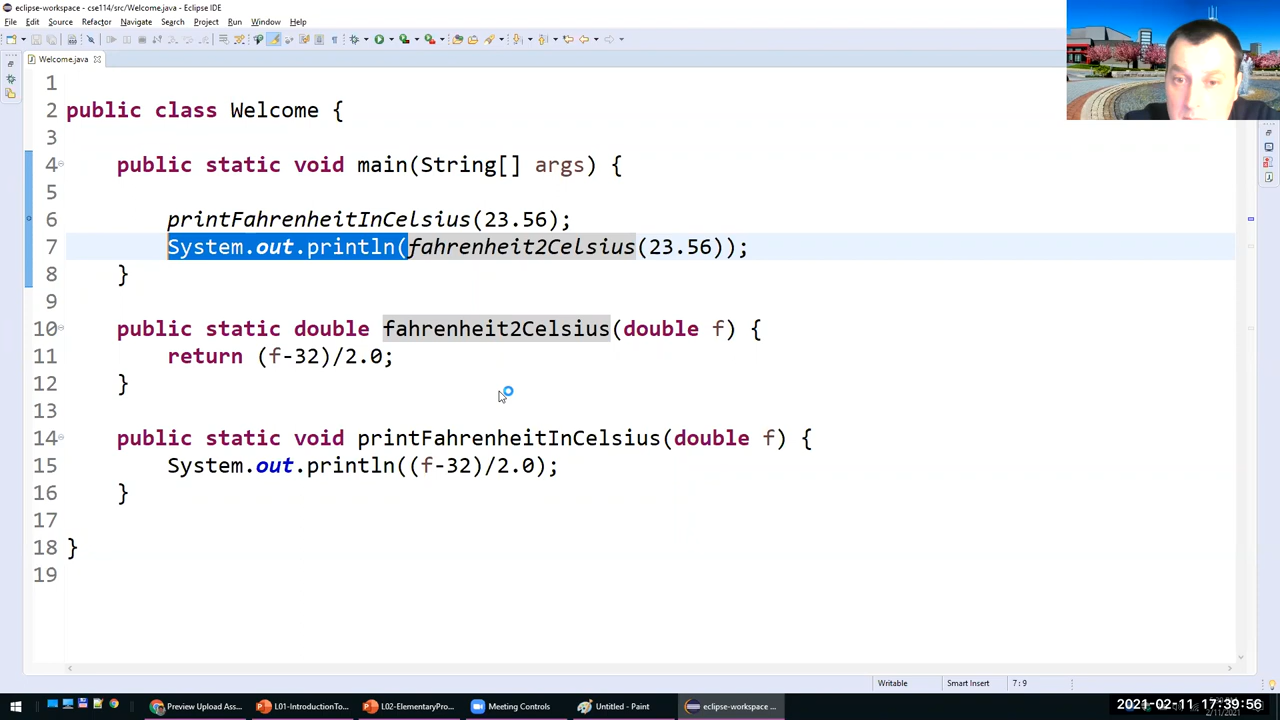 eclipse-workspace - cse114/src/Welcome.java - Eclipse IDE
File Edit Source Refactor Navigate Search Project Run Window Help
Welcome.java
1
2 public class Welcome {
3
4 public static void main(String[] args) {
5
6 printFahrenheitInCelsius(23.56);
7 System.out.println(fahrenheit2Celsius(23.56));
8 }
9
10 public static double fahrenheit2Celsius(double f) {
11 return (f-32)/2.0;
12 }
13
14 public static void printFahrenheitInCelsius(double f) {
15 System.out.println((f-32)/2.0);
16 }
17
18 }
19
Writable Smart Insert 7 : 9
Preview Upload Ass... L01-IntroductionTo... L02-ElementaryPro... Meeting Controls Untitled - Paint eclipse-workspace ... 2021-02-11 17:39:56